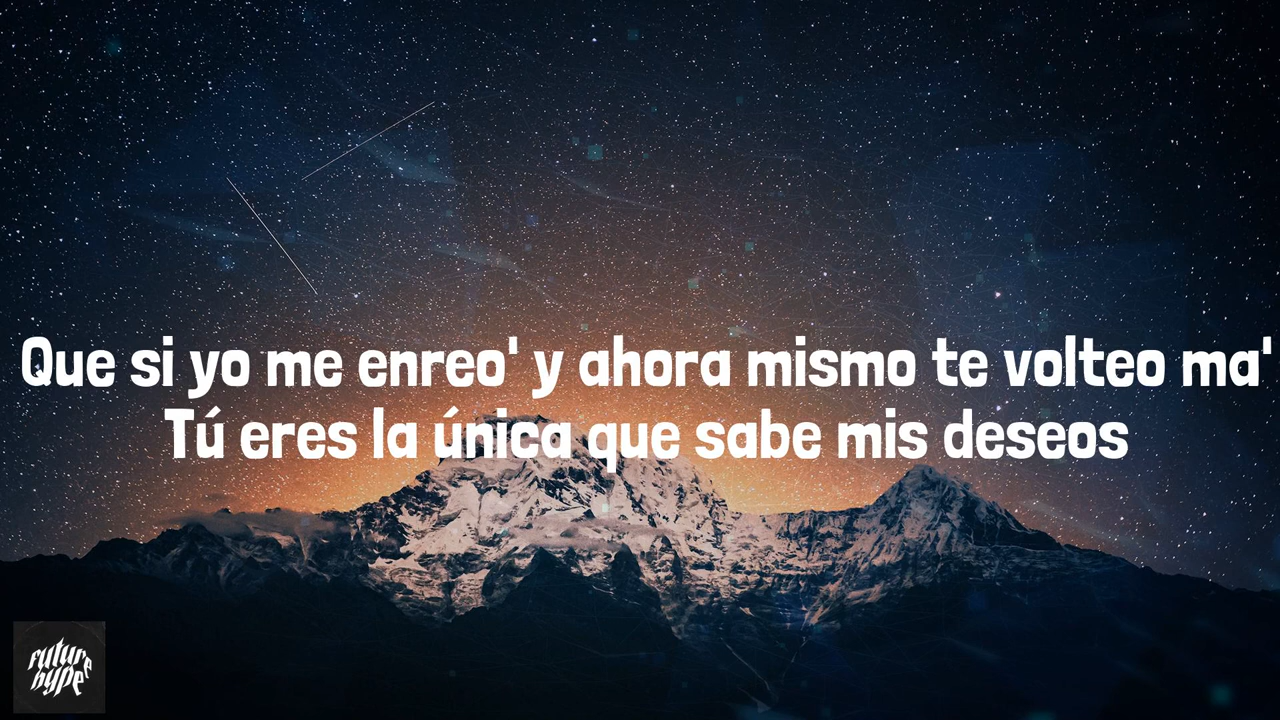 Que si yo me enreo' y ahora mismo te volteo ma'
Tú eres la única que sabe mis deseos
future
hype